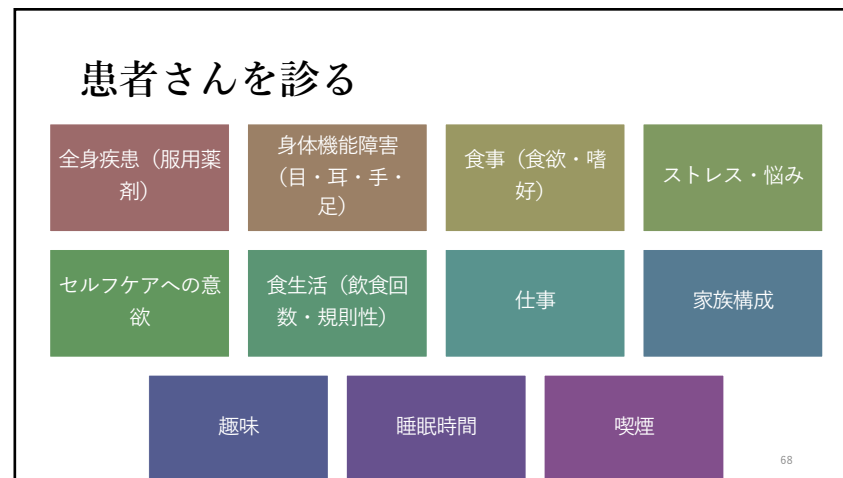 患者さんを診る
全身疾患（服用薬
剤）
身体機能障害
（目・耳・手・
足）
食事（食欲・嗜
好）
ストレス・悩み
セルフケアへの意
欲
食生活（飲食回
数・規則性）
仕事
家族構成
趣味
睡眠時間
喫煙
68